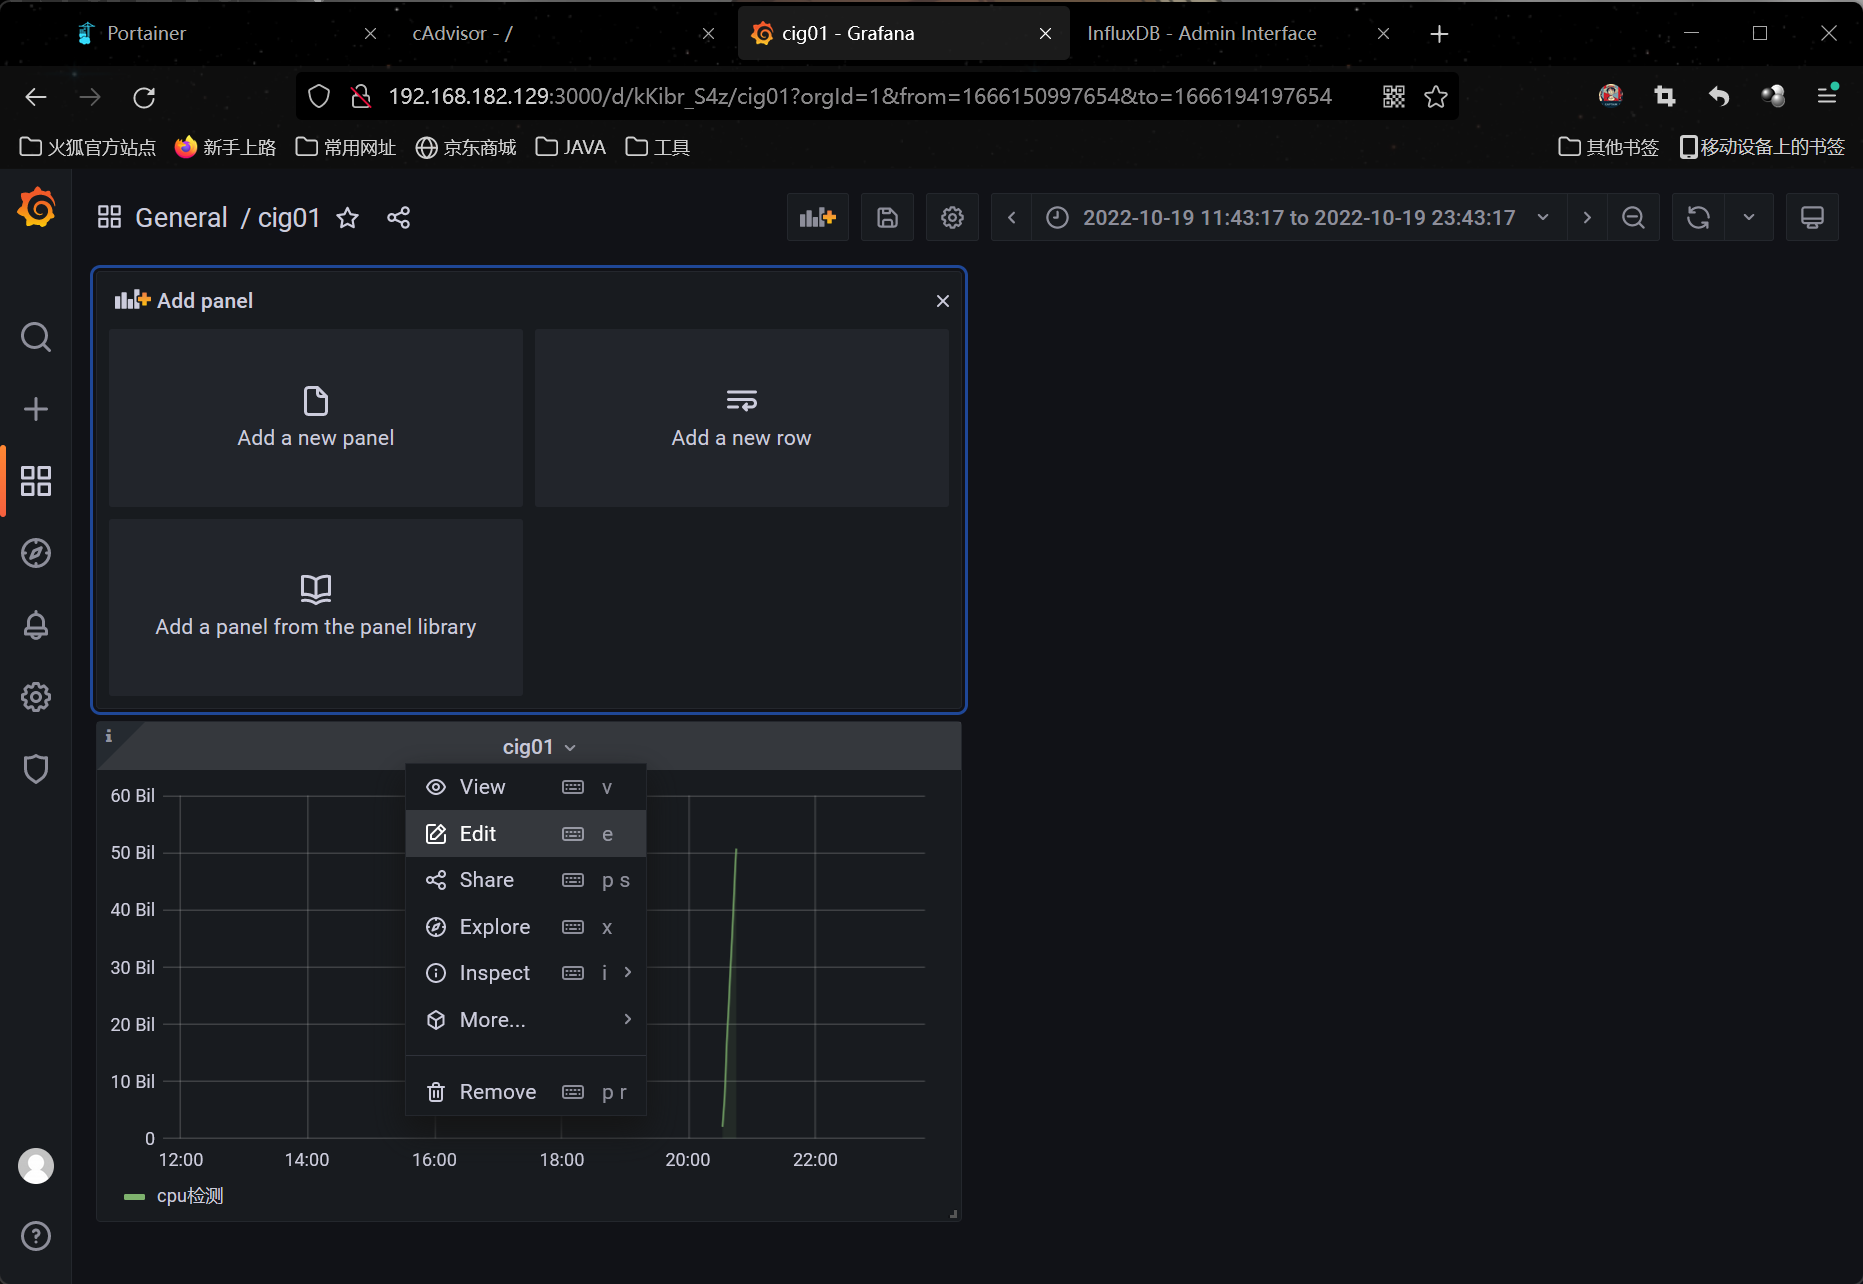 Portainer
cAdvisor - /
cig01 - Grafana
InfluxDB - Admin Interface
192.168.182.129:3000/d/kKibr_S4z/cig01?orgId=1&from=1666150997654&to=1666194197654
火狐官方站点
新手上路
常用网址
京东商城
JAVA
工具
其他书签
移动设备上的书签
General / cig01
2022-10-19 11:43:17 to 2022-10-19 23:43:17
Add panel
Add a new panel
Add a new row
Add a panel from the panel library
cig01
View v
Edit e
Share p s
Explore x
Inspect i
More...
Remove p r
60 Bil
50 Bil
40 Bil
30 Bil
20 Bil
10 Bil
0
12:00 14:00 16:00 18:00 20:00 22:00
cpu检测